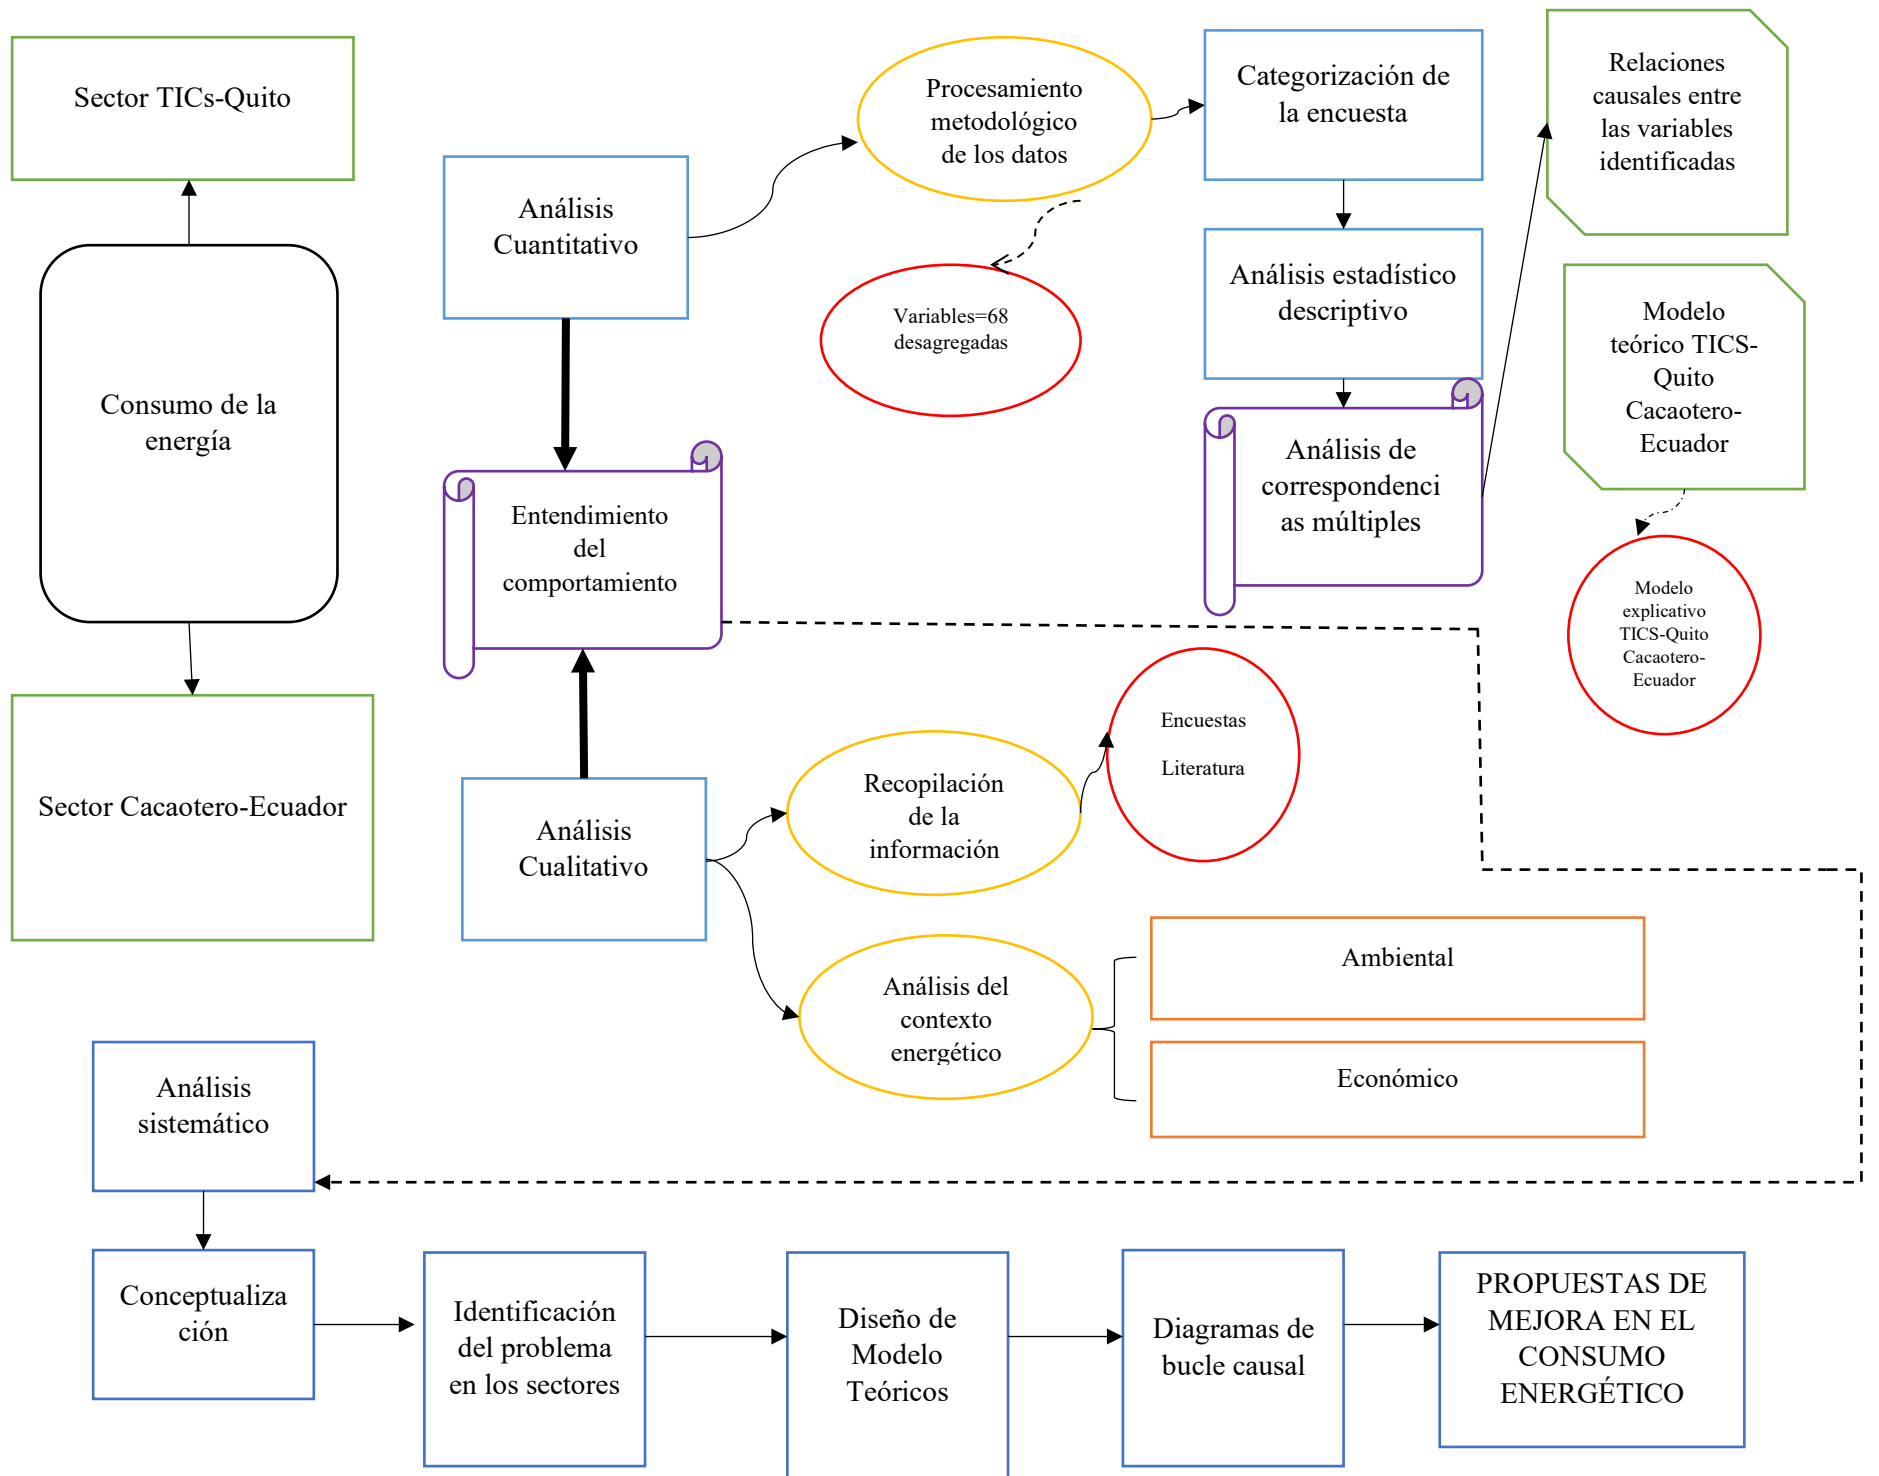 Sector TICs-Quito
Consumo de la
energía
Sector Cacaotero-Ecuador
Análisis
Cuantitativo
Entendimiento
del
comportamiento
Análisis
Cualitativo
Procesamiento
metodológico
de los datos
Variables=68
desagregadas
Categorización de
la encuesta
Análisis estadístico
descriptivo
Análisis de
correspondenci
as múltiples
Relaciones
causales entre
las variables
identificadas
Modelo
teórico TICS-
Quito
Cacaotero-
Ecuador
Modelo
explicativo
TICS-Quito
Cacaotero-
Ecuador
Recopilación
de la
información
Encuestas
Literatura
Análisis del
contexto
energético
Ambiental
Económico
Análisis
sistemático
Conceptualiza
ción
Identificación
del problema
en los sectores
Diseño de
Modelo
Teóricos
Diagramas de
bucle causal
PROPUESTAS DE
MEJORA EN EL
CONSUMO
ENERGÉTICO